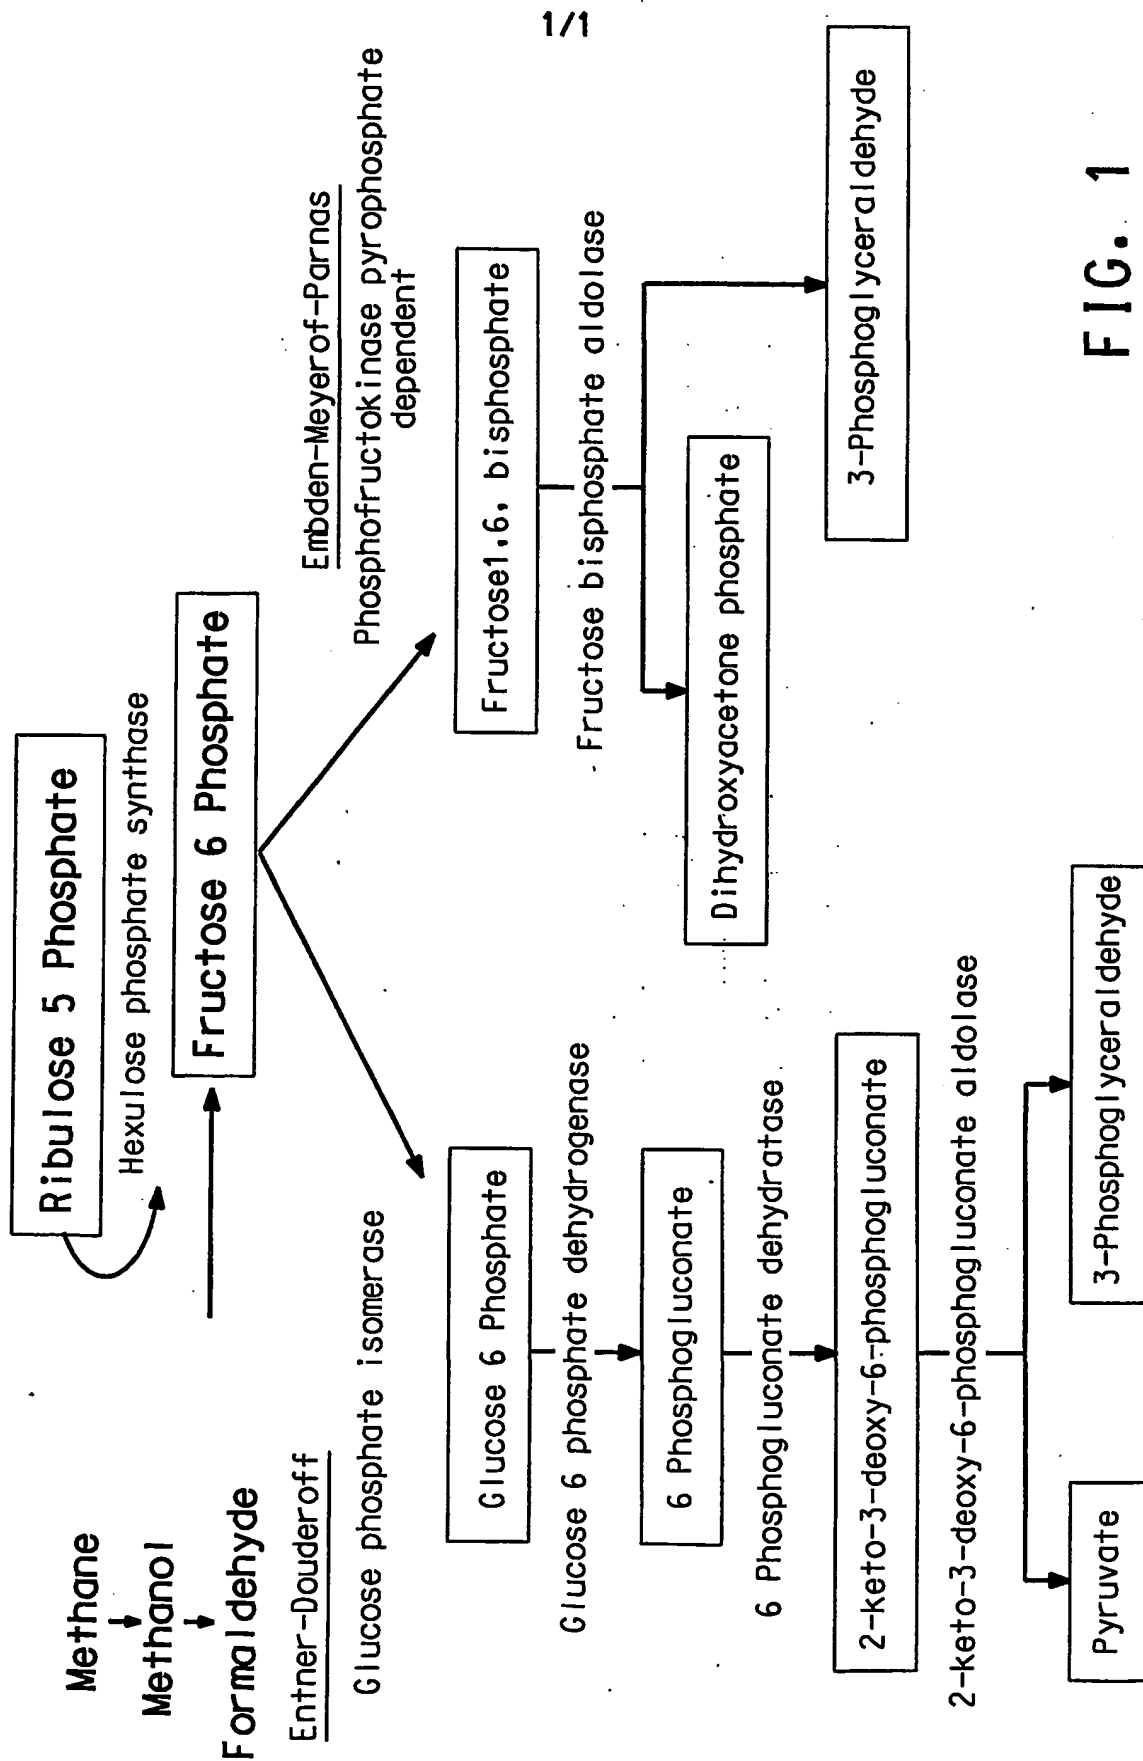 1/1
Methane
Methanol
Formaldehyde
Ribulose 5 Phosphate
Hexulose phosphate synthase
Fructose 6 Phosphate
Entner-Douderoff
Glucose phosphate isomerase
Glucose 6 Phosphate
Glucose 6 phosphate dehydrogenase
6 Phosphogluconate
6 Phosphogluconate dehydratase
2-keto-3-deoxy-6-phosphogluconate
2-keto-3-deoxy-6-phosphogluconate aldolase
Pyruvate
3-Phosphoglyceraldehyde
Embden-Meyerof-Parnas
Phosphofructokinase pyrophosphate
dependent
Fructose1.6. bisphosphate
Fructose bisphosphate aldolase
Dihydroxyacetone phosphate
3-Phosphoglyceraldehyde
FIG. 1